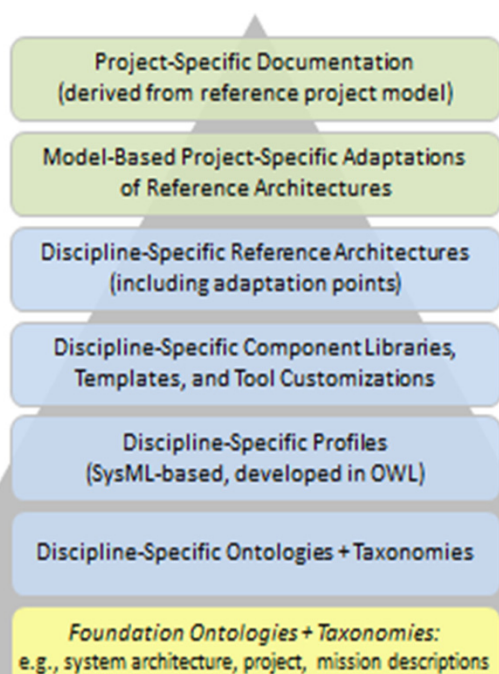 Project-Specific Documentation
(derived from reference project model)
Model-Based Project-Specific Adaptations
of Reference Architectures
Discipline-Specific Reference Architectures
(including adaptation points)
Discipline-Specific Component Libraries,
Templates, and Tool Customizations
Discipline-Specific Profiles
(SysML-based, developed in OWL)
Discipline-Specific Ontologies + Taxonomies
Foundation Ontologies + Taxonomies:
e.g., system architecture, project, mission descriptions